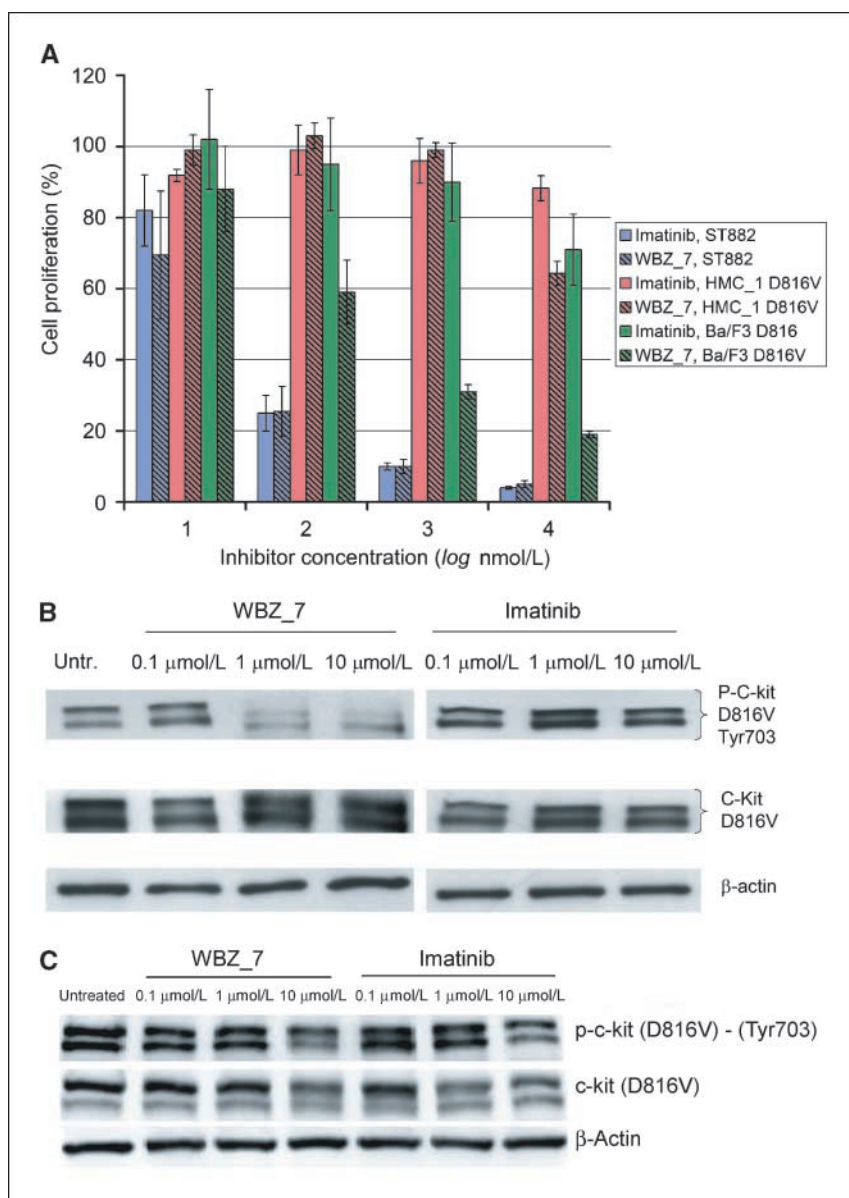 A
120
100
80
60
40
20
0
Cell proliferation (%)
1 2 3 4
Inhibitor concentration (log nmol/L)
Imatinib, ST882
WBZ_7, ST882
Imatinib, HMC_1 D816V
WBZ_7, HMC_1 D816V
Imatinib, Ba/F3 D816
WBZ_7, Ba/F3 D816V
B
WBZ_7 Imatinib
Untr. 0.1 μmol/L 1 μmol/L 10 μmol/L 0.1 μmol/L 1 μmol/L 10 μmol/L
P-C-kit
D816V
Tyr703
C-Kit
D816V
β-actin
C
WBZ_7 Imatinib
Untreated 0.1 μmol/L 1 μmol/L 10 μmol/L 0.1 μmol/L 1 μmol/L 10 μmol/L
p-c-kit (D816V) - (Tyr703)
c-kit (D816V)
β-Actin